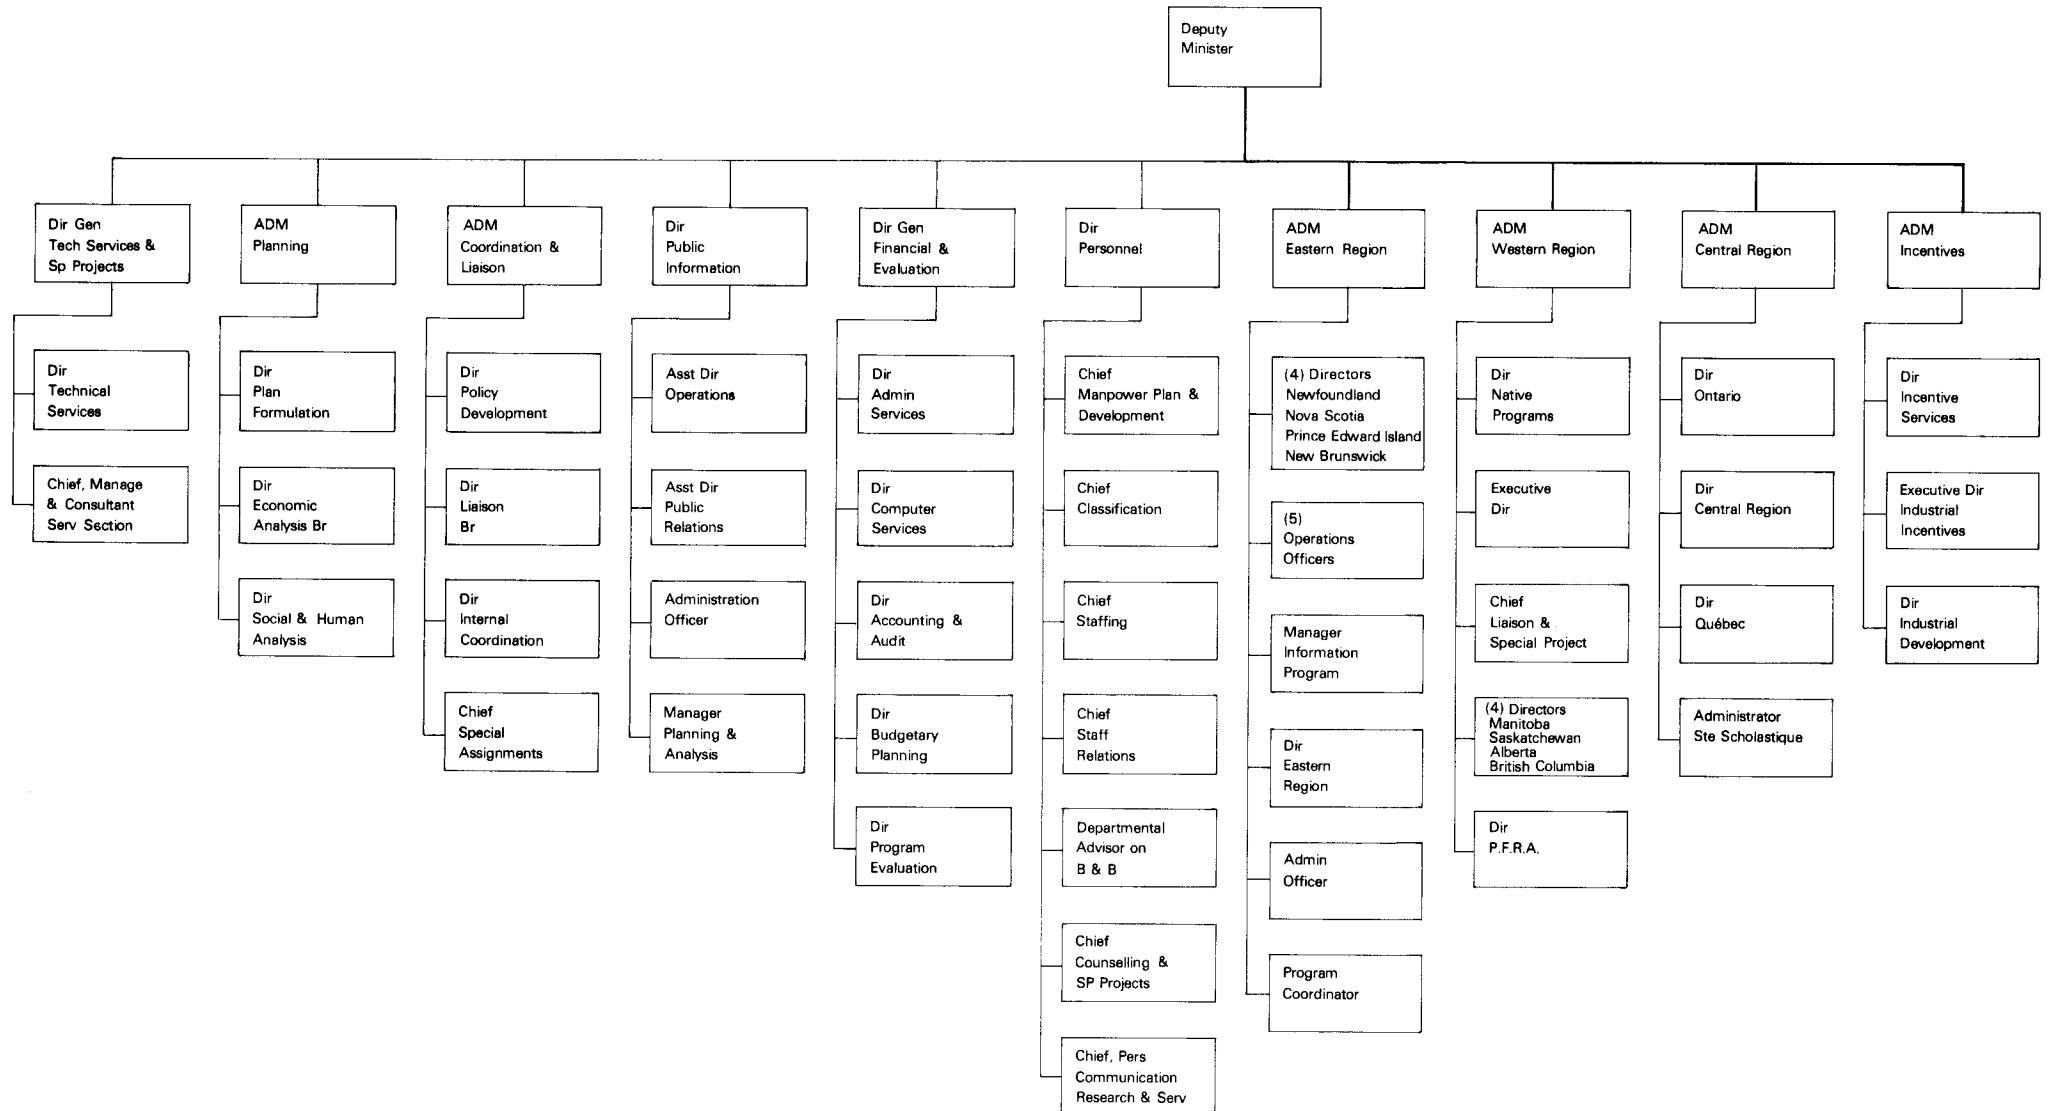 Deputy
Minister
Dir Gen
Tech Services &
Sp Projects
Dir
Technical
Services
Chief, Manage
& Consultant
Serv Section
ADM
Planning
Dir
Plan
Formulation
Dir
Economic
Analysis Br
Dir
Social & Human
Analysis
ADM
Coordination &
Liaison
Dir
Policy
Development
Dir
Liaison
Br
Dir
Internal
Coordination
Chief
Special
Assignments
Dir
Public
Information
Asst Dir
Operations
Asst Dir
Public
Relations
Administration
Officer
Manager
Planning &
Analysis
Dir Gen
Financial &
Evaluation
Dir
Admin
Services
Dir
Computer
Services
Dir
Accounting &
Audit
Dir
Budgetary
Planning
Dir
Program
Evaluation
Dir
Personnel
Chief
Manpower Plan &
Development
Chief
Classification
Chief
Staffing
Chief
Staff
Relations
Departmental
Advisor on
B & B
Chief
Counselling &
SP Projects
Chief, Pers
Communication
Research & Serv
ADM
Eastern Region
(4) Directors
Newfoundland
Nova Scotia
Prince Edward Island
New Brunswick
(5)
Operations
Officers
Manager
Information
Program
Dir
Eastern
Region
Admin
Officer
Program
Coordinator
ADM
Western Region
Dir
Native
Programs
Executive
Dir
Chief
Liaison &
Special Project
(4) Directors
Manitoba
Saskatchewan
Alberta
British Columbia
Dir
P.F.R.A.
ADM
Central Region
Dir
Ontario
Dir
Central Region
Dir
Québec
Administrator
Ste Scholastique
ADM
Incentives
Dir
Incentive
Services
Executive Dir
Industrial
Incentives
Dir
Industrial
Development